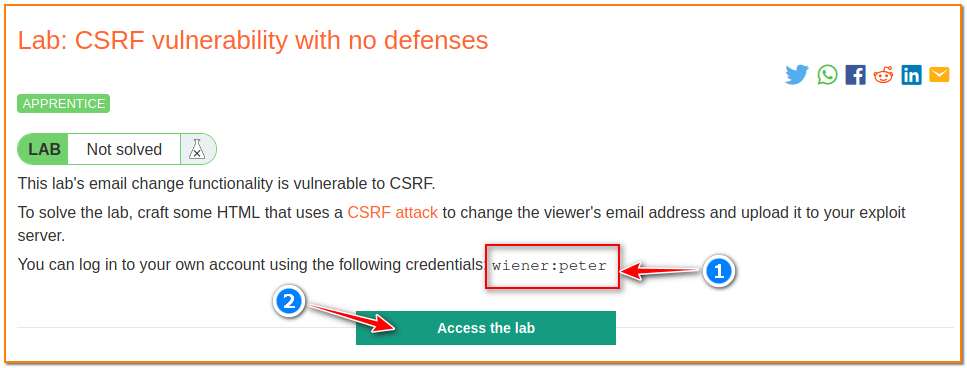 Lab: CSRF vulnerability with no defenses
APPRENTICE
LAB Not solved
This lab's email change functionality is vulnerable to CSRF.
To solve the lab, craft some HTML that uses a CSRF attack to change the viewer's email address and upload it to your exploit
server.
You can log in to your own account using the following credentials: wiener:peter
1
2
Access the lab